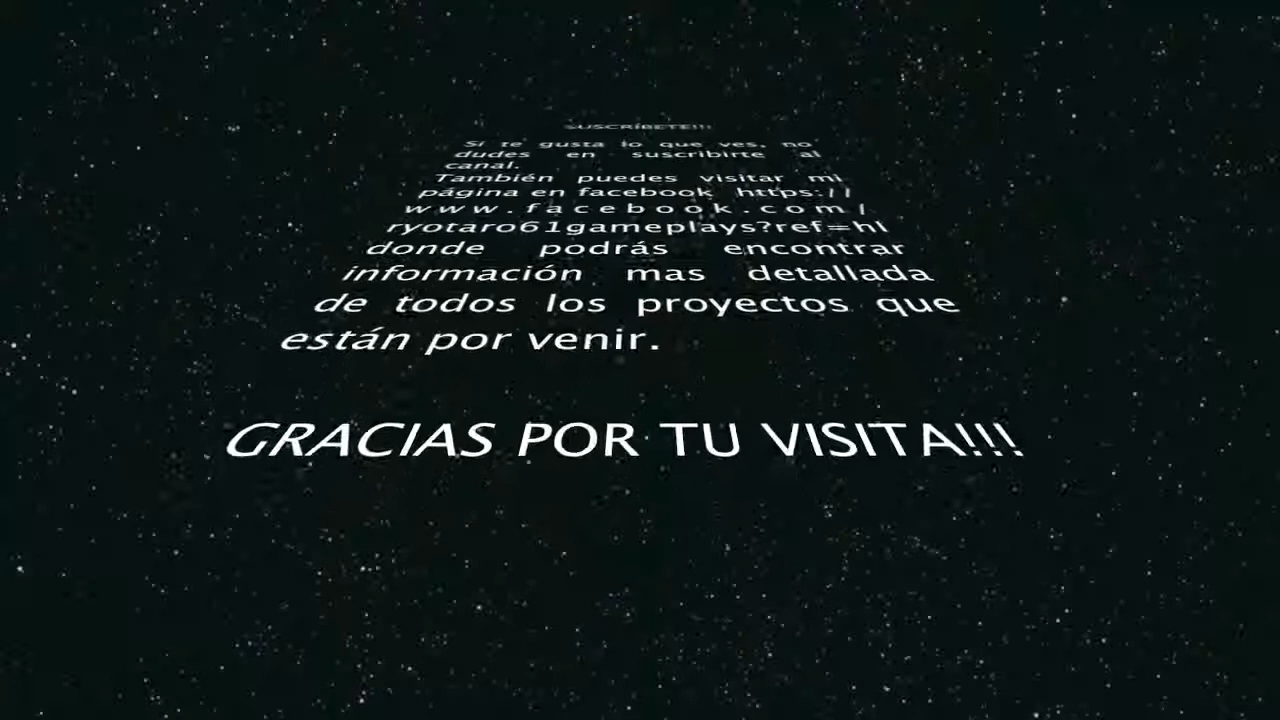 SUSCRÍBETE!!!
Si te gusta lo que ves, no
dudes en suscribirte al
canal.
También puedes visitar mi
página en facebook https://
www.facebook.com/
ryotaro61gameplays?ref=hl
donde podrás encontrar
información mas detallada
de todos los proyectos que
están por venir.
GRACIAS POR TU VISITA!!!